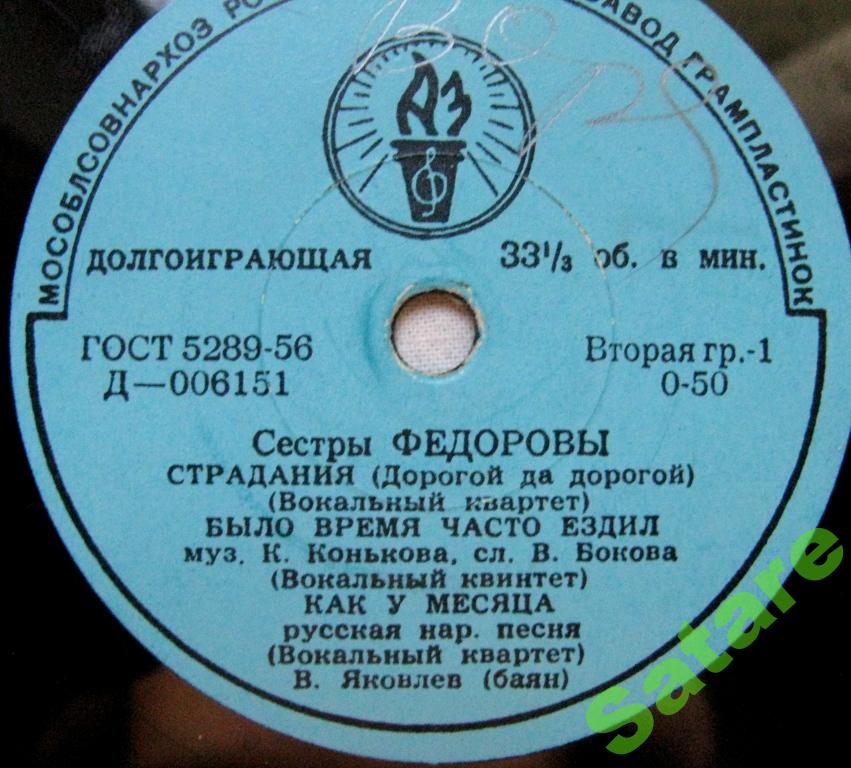 МОСОБЛСОВНАРХОЗ
ЗАВОД ГРАМПЛАСТИНОК
АЗ
ДОЛГОИГРАЮЩАЯ 33 1/3 об. в мин.
ГОСТ 5289-56 Вторая гр.-1
Д—006151 0-50
Сестры ФЕДОРОВЫ
СТРАДАНИЯ (Дорогой да дорогой)
(Вокальный квартет)
БЫЛО ВРЕМЯ ЧАСТО ЕЗДИЛ
муз. К. Конькова, сл. В. Бокова
(Вокальный квинтет)
КАК У МЕСЯЦА
русская нар. песня
(Вокальный квартет)
В. Яковлев (баян)
Satare